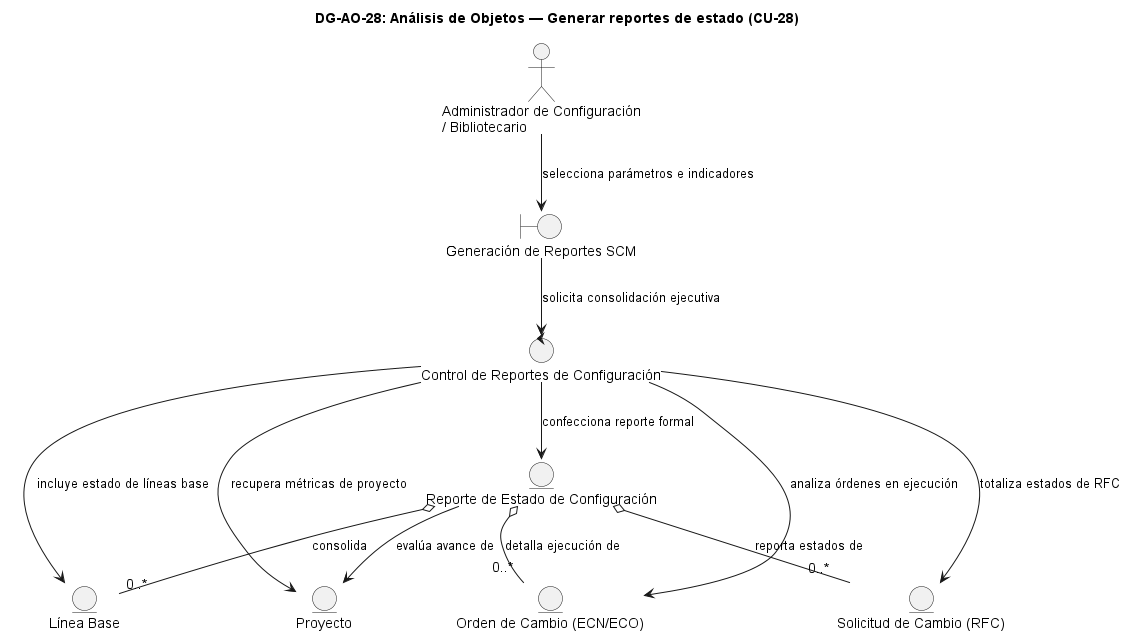 DG-AO-28: Análisis de Objetos — Generar reportes de estado (CU-28)
Administrador de Configuración
/ Bibliotecario
selecciona parámetros e indicadores
Generación de Reportes SCM
solicita consolidación ejecutiva
Control de Reportes de Configuración
confecciona reporte formal
incluye estado de líneas base
recupera métricas de proyecto
analiza órdenes en ejecución
totaliza estados de RFC
Reporte de Estado de Configuración
consolida
evalúa avance de
detalla ejecución de
reporta estados de
0..*
0..*
0..*
Línea Base
Proyecto
Orden de Cambio (ECN/ECO)
Solicitud de Cambio (RFC)